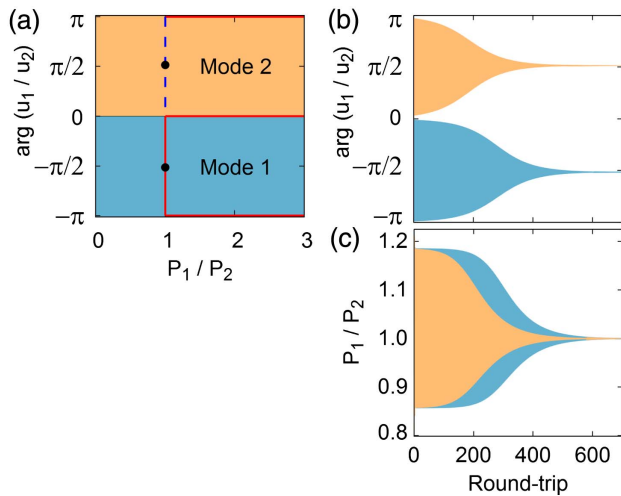 (a)
π
π/2
0
−π/2
−π
arg (u1 / u2)
Mode 2
Mode 1
0
1
2
3
P1 / P2
(b)
π
π/2
0
−π/2
−π
arg (u1 / u2)
(c)
1.2
1.1
1.0
0.9
0.8
P1 / P2
0
200
400
600
Round-trip